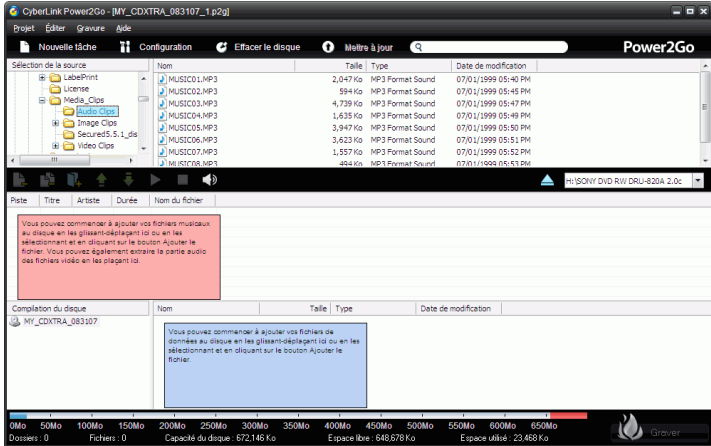 CyberLink Power2Go - [MY_CDXTRA_083107_1.p2g]
Projet Éditer Gravure Aide
Nouvelle tâche Configuration Effacer le disque Mettre à jour Power2Go
Sélection de la source Nom Taille Type Date de modification
LabelPrint MUSIC01.MP3 2,047 Ko MP3 Format Sound 07/01/1999 05:40 PM
License MUSIC02.MP3 594 Ko MP3 Format Sound 07/01/1999 05:45 PM
Media_Clips MUSIC03.MP3 4,739 Ko MP3 Format Sound 07/01/1999 05:47 PM
Audio Clips MUSIC04.MP3 1,635 Ko MP3 Format Sound 07/01/1999 05:49 PM
Image Clips MUSIC05.MP3 3,947 Ko MP3 Format Sound 07/01/1999 05:50 PM
Secured5.5.1_dis MUSIC06.MP3 3,623 Ko MP3 Format Sound 07/01/1999 05:51 PM
Video Clips MUSIC07.MP3 1,557 Ko MP3 Format Sound 07/01/1999 05:52 PM
MUSIC08.MP3 494 Ko MP3 Format Sound 07/01/1999 05:53 PM
H:\SONY DVD RW DRU-820A 2.0c
Piste Titre Artiste Durée Nom du fichier
Vous pouvez commencer à ajouter vos fichiers musicaux
au disque en les glissant-déplaçant ici ou en les
sélectionnant et en cliquant sur le bouton Ajouter le
fichier. Vous pouvez également extraire la partie audio
des fichiers vidéo en les plaçant ici.
Compilation du disque Nom Taille Type Date de modification
MY_CDXTRA_083107
Vous pouvez commencer à ajouter vos fichiers de
données au disque en les glissant-déplaçant ici ou en les
sélectionnant et en cliquant sur le bouton Ajouter le
fichier.
0Mo 50Mo 100Mo 150Mo 200Mo 250Mo 300Mo 350Mo 400Mo 450Mo 500Mo 550Mo 600Mo 650Mo
Graver
Dossiers : 0 Fichiers : 0 Capacité du disque : 672,146 Ko Espace libre : 648,678 Ko Espace utilisé : 23,468 Ko